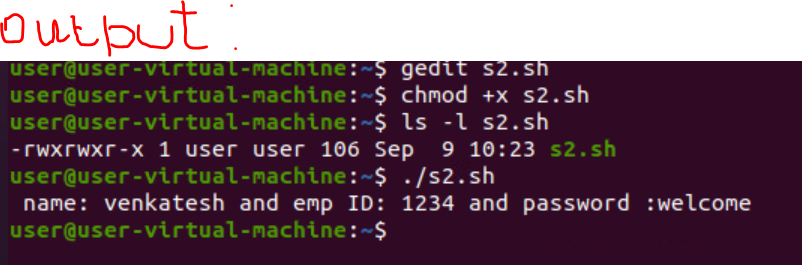 output :
user@user-virtual-machine:~$ gedit s2.sh
user@user-virtual-machine:~$ chmod +x s2.sh
user@user-virtual-machine:~$ ls -l s2.sh
-rwxrwxr-x 1 user user 106 Sep  9 10:23 s2.sh
user@user-virtual-machine:~$ ./s2.sh
 name: venkatesh and emp ID: 1234 and password :welcome
user@user-virtual-machine:~$